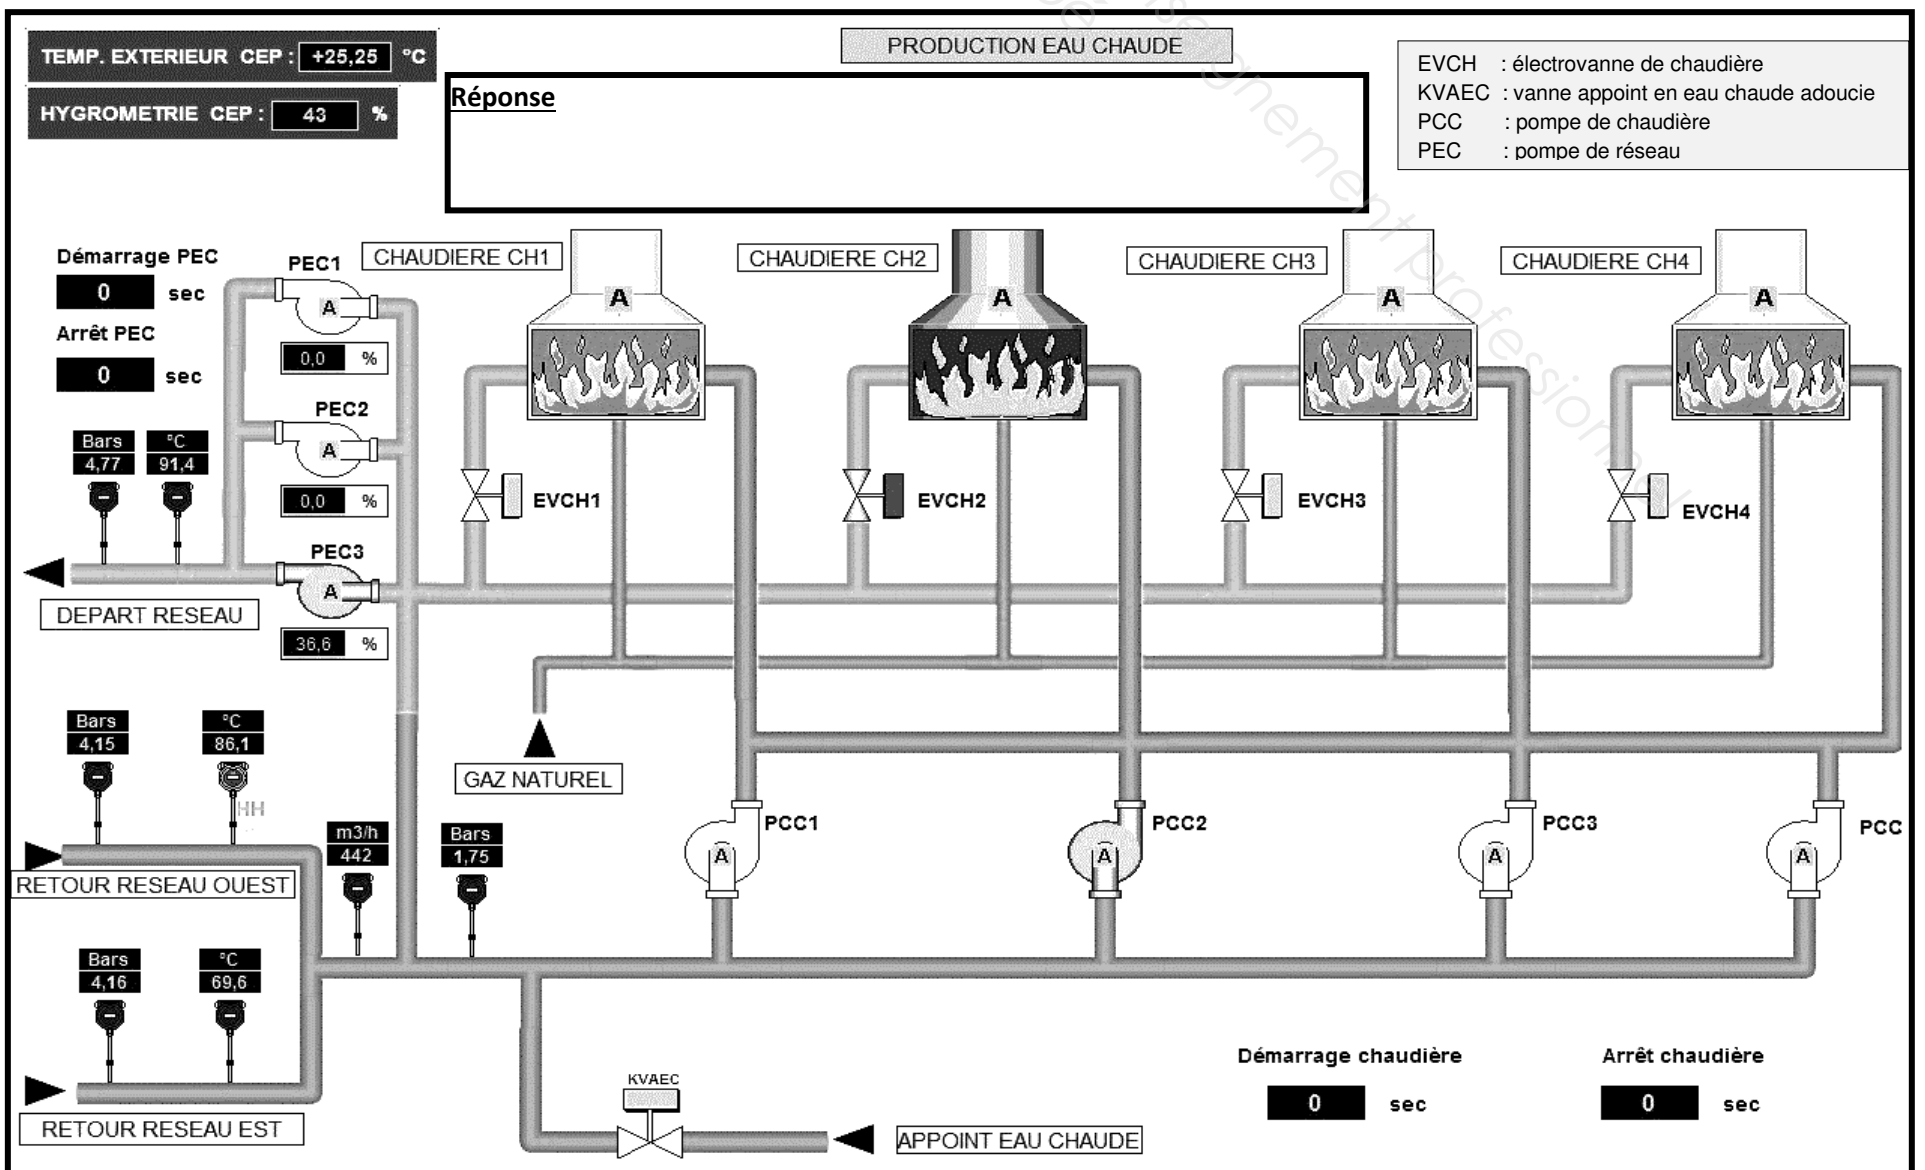 TEMP. EXTERIEUR CEP : +25,25 °C
HYGROMETRIE CEP : 43 %
PRODUCTION EAU CHAUDE
Réponse
EVCH : électrovanne de chaudière
KVAEC : vanne appoint en eau chaude adoucie
PCC : pompe de chaudière
PEC : pompe de réseau
enseignement professionnel
Démarrage PEC
0 sec
Arrêt PEC
0 sec
PEC1
A
0,0 %
PEC2
A
0,0 %
PEC3
A
36,6 %
CHAUDIERE CH1
A
CHAUDIERE CH2
A
CHAUDIERE CH3
A
CHAUDIERE CH4
A
EVCH1
EVCH2
EVCH3
EVCH4
Bars
4,77
°C
91,4
DEPART RESEAU
GAZ NATUREL
Bars
4,15
°C
86,1
HH
RETOUR RESEAU OUEST
m3/h
442
Bars
1,75
PCC1
A
PCC2
A
PCC3
A
PCC
A
Bars
4,16
°C
69,6
RETOUR RESEAU EST
KVAEC
APPOINT EAU CHAUDE
Démarrage chaudière
0 sec
Arrêt chaudière
0 sec